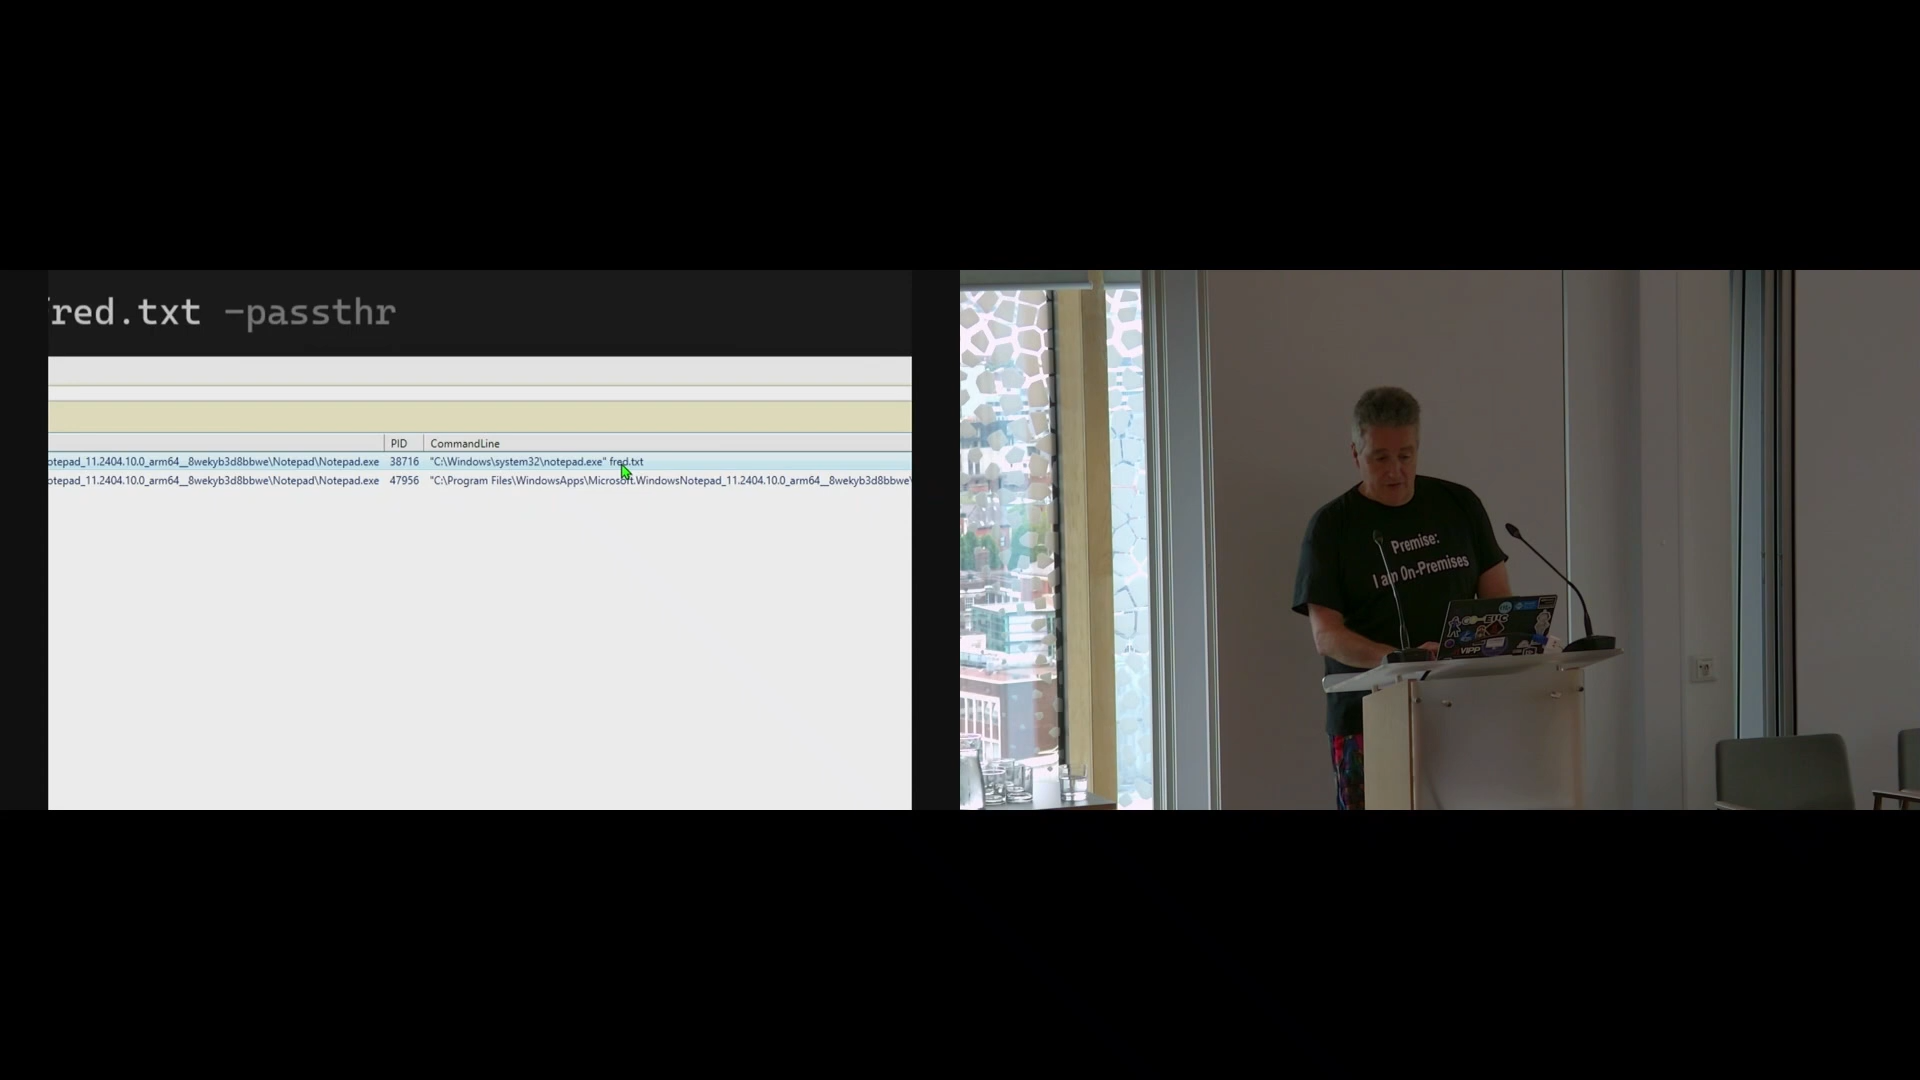 red.txt -passthr
PID CommandLine
otepad_11.2404.10.0_arm64__8wekyb3d8bbwe\Notepad\Notepad.exe 38716 "C:\Windows\system32\notepad.exe" fred.txt
otepad_11.2404.10.0_arm64__8wekyb3d8bbwe\Notepad\Notepad.exe 47956 "C:\Program Files\WindowsApps\Microsoft.WindowsNotepad_11.2404.10.0_arm64__8wekyb3d8bbwe\
Premise:
I am On-Premises
VIPP